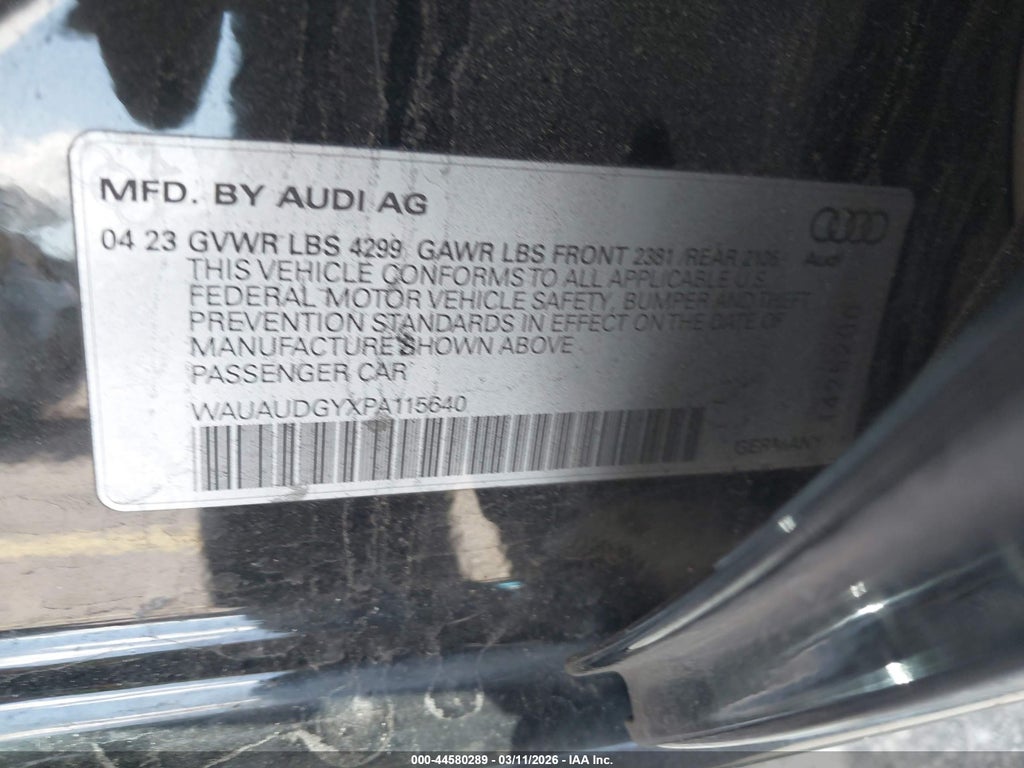 MFD. BY AUDI AG
04 23 GVWR LBS 4299 GAWR LBS FRONT 2381 REAR
Audi
THIS VEHICLE CONFORMS TO ALL APPLICABLE U.S.
FEDERAL MOTOR VEHICLE SAFETY, BUMPER AND THEFT
PREVENTION STANDARDS IN EFFECT ON THE DATE OF
MANUFACTURE SHOWN ABOVE
PASSENGER CAR
WAUAUDGYXPA115640
GERMANY
000-44580289 - 03/11/2026 - IAA Inc.